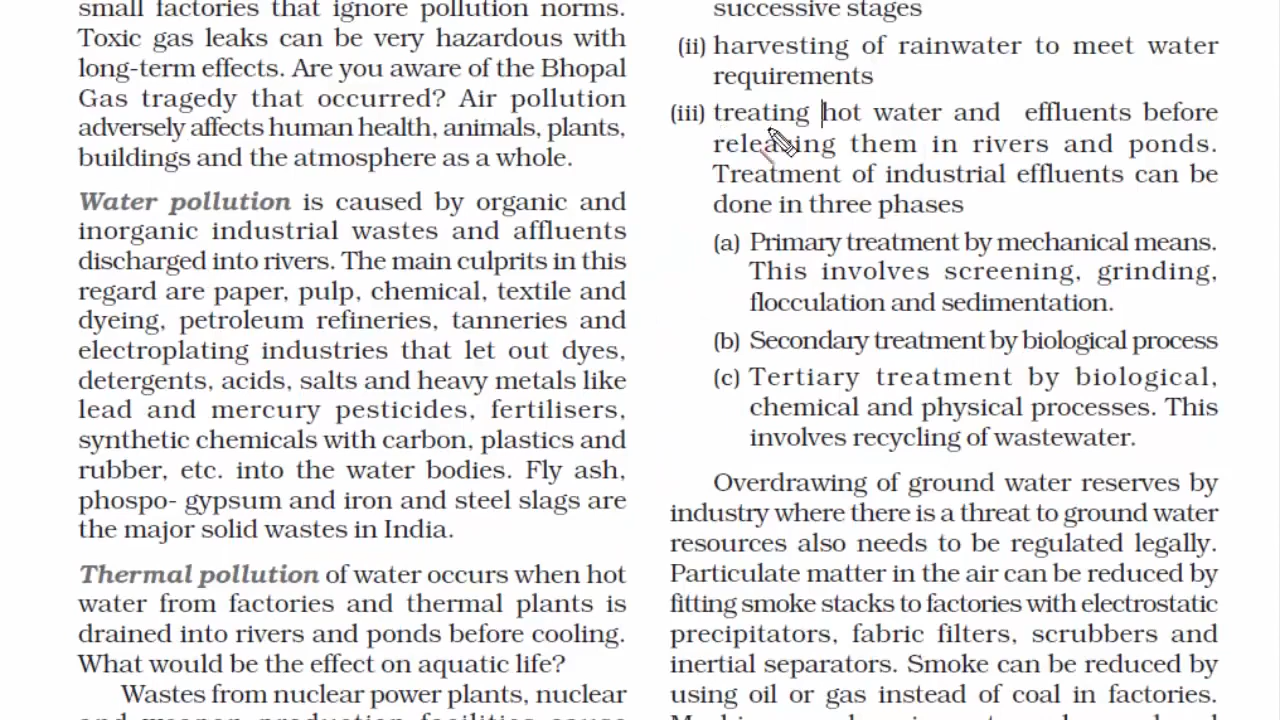 small factories that ignore pollution norms.
Toxic gas leaks can be very hazardous with
long-term effects. Are you aware of the Bhopal
Gas tragedy that occurred? Air pollution
adversely affects human health, animals, plants,
buildings and the atmosphere as a whole.
Water pollution is caused by organic and
inorganic industrial wastes and affluents
discharged into rivers. The main culprits in this
regard are paper, pulp, chemical, textile and
dyeing, petroleum refineries, tanneries and
electroplating industries that let out dyes,
detergents, acids, salts and heavy metals like
lead and mercury pesticides, fertilisers,
synthetic chemicals with carbon, plastics and
rubber, etc. into the water bodies. Fly ash,
phospo- gypsum and iron and steel slags are
the major solid wastes in India.
Thermal pollution of water occurs when hot
water from factories and thermal plants is
drained into rivers and ponds before cooling.
What would be the effect on aquatic life?
Wastes from nuclear power plants, nuclear
successive stages
(ii) harvesting of rainwater to meet water
requirements
(iii) treating hot water and effluents before
releasing them in rivers and ponds.
Treatment of industrial effluents can be
done in three phases
(a) Primary treatment by mechanical means.
This involves screening, grinding,
flocculation and sedimentation.
(b) Secondary treatment by biological process
(c) Tertiary treatment by biological,
chemical and physical processes. This
involves recycling of wastewater.
Overdrawing of ground water reserves by
industry where there is a threat to ground water
resources also needs to be regulated legally.
Particulate matter in the air can be reduced by
fitting smoke stacks to factories with electrostatic
precipitators, fabric filters, scrubbers and
inertial separators. Smoke can be reduced by
using oil or gas instead of coal in factories.